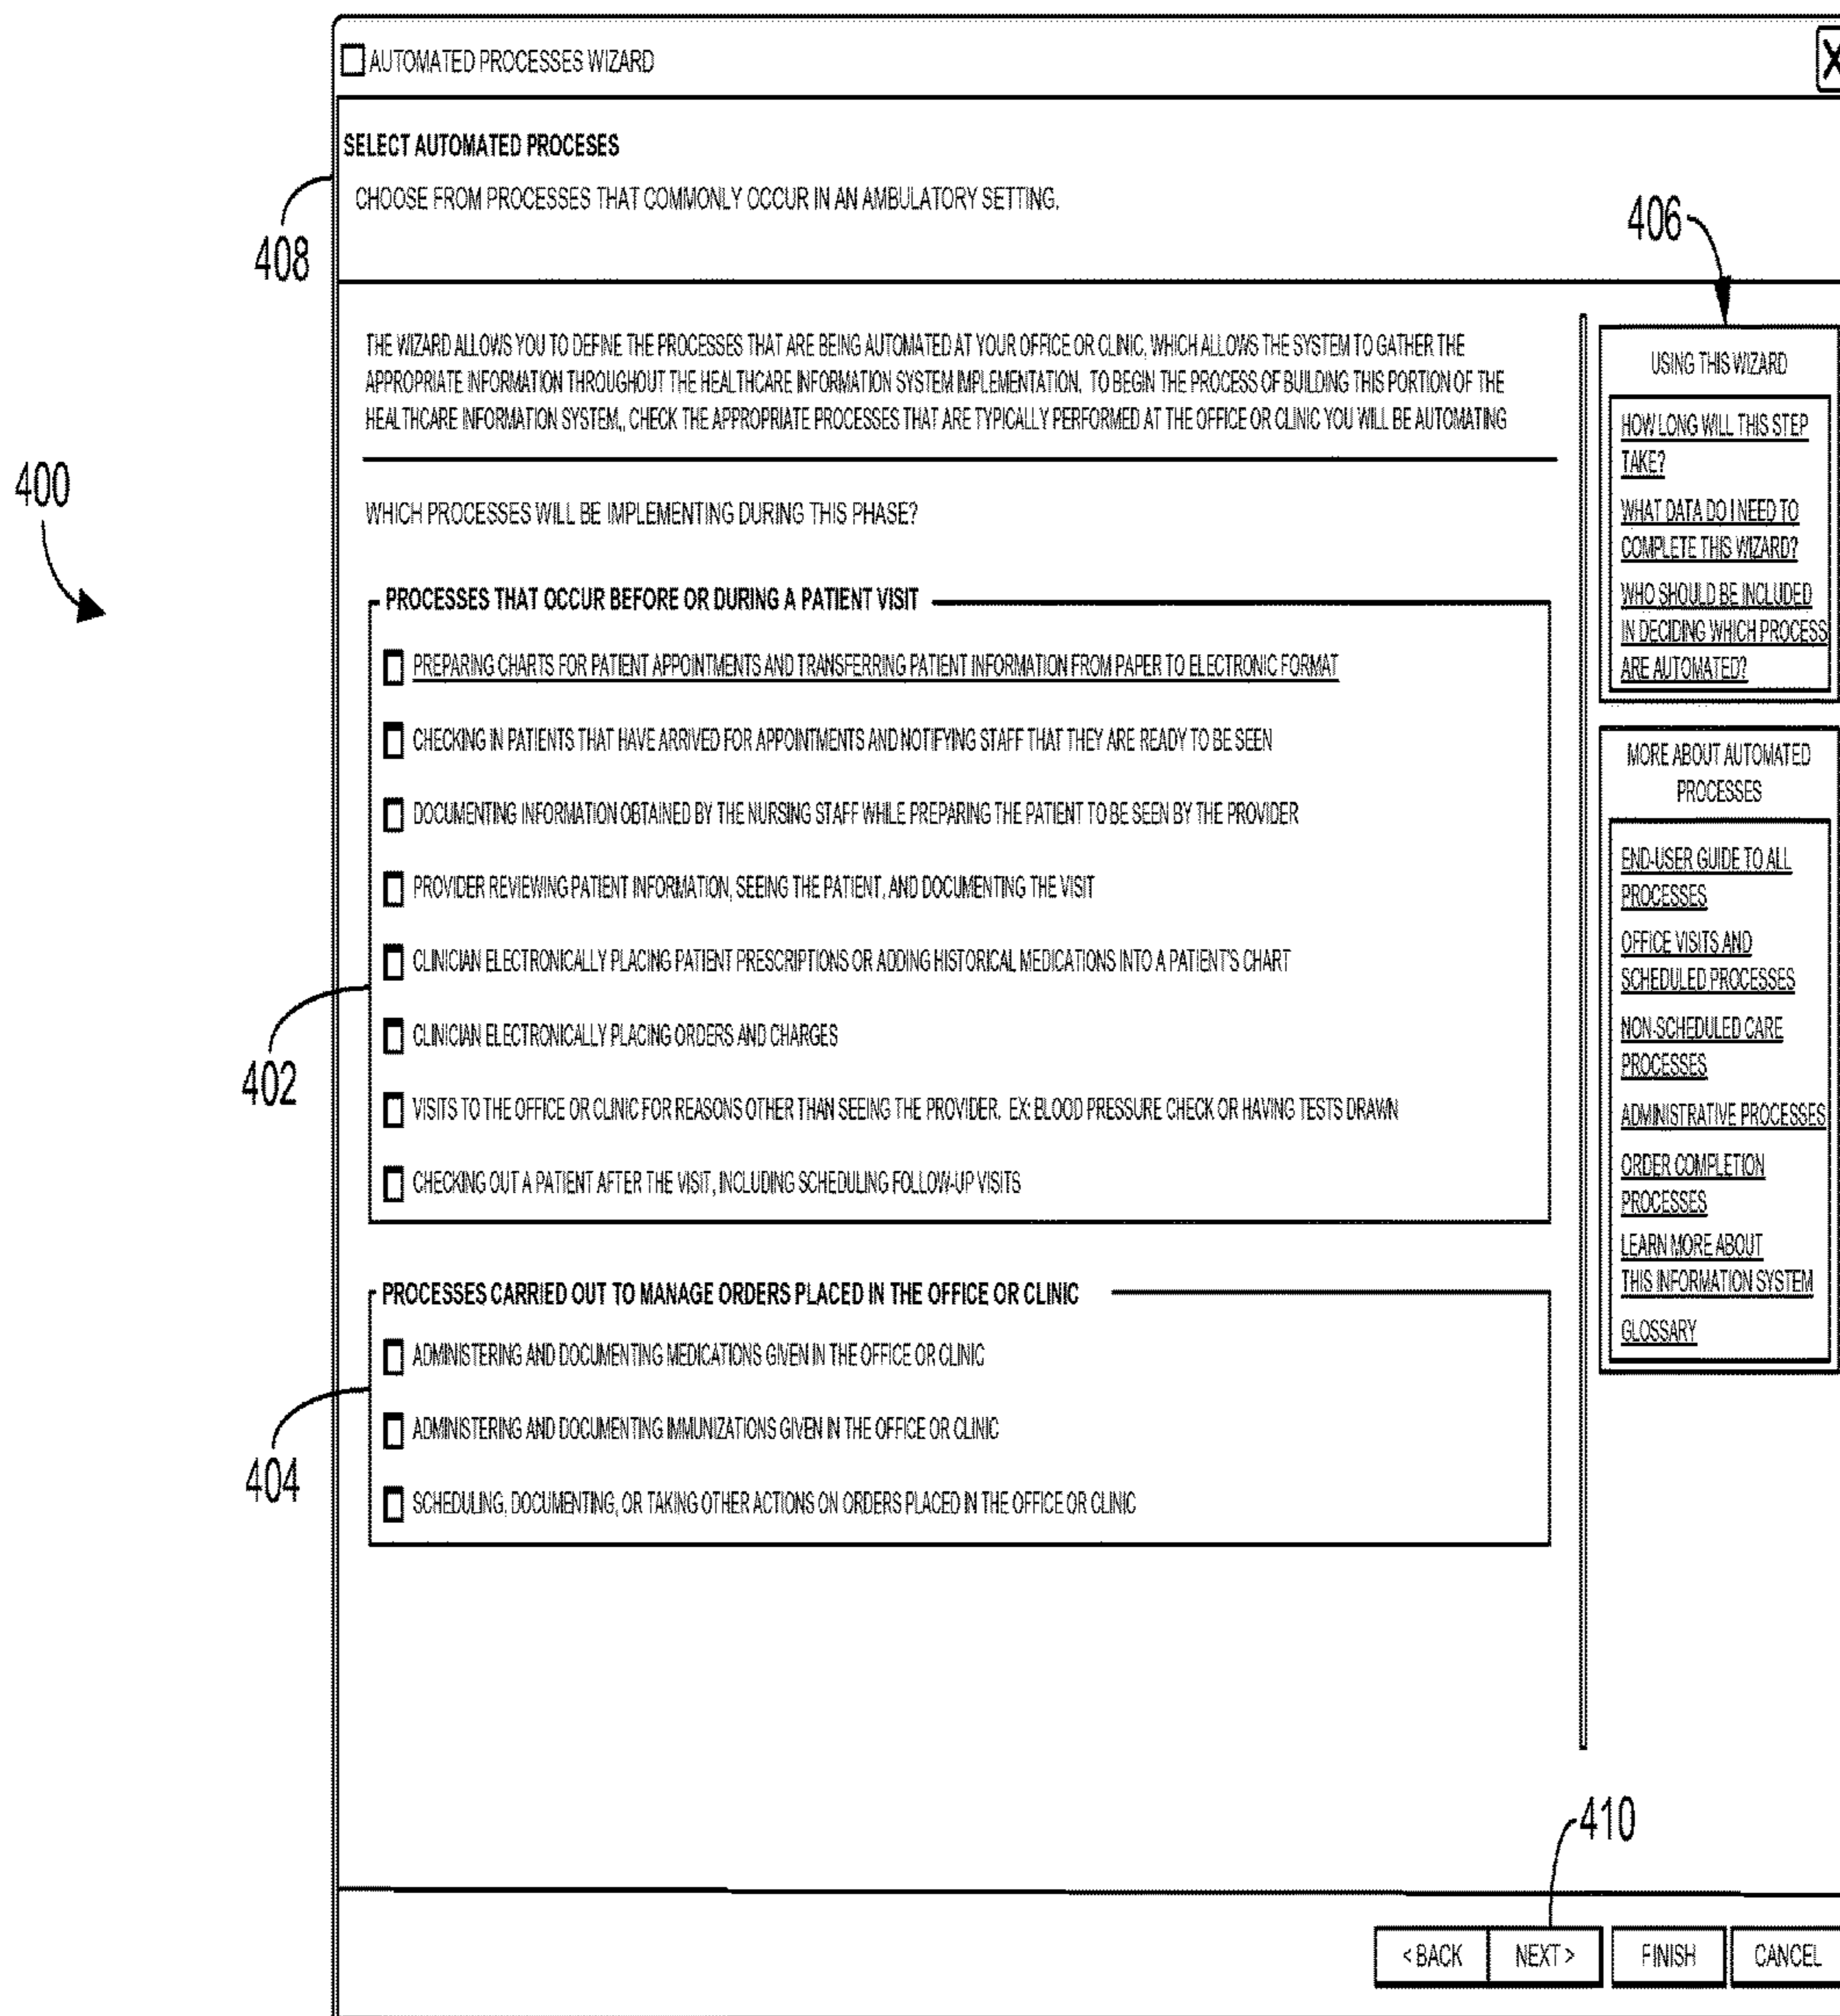 AUTOMATED PROCESSES WIZARD
X
SELECT AUTOMATED PROCESES
CHOOSE FROM PROCESSES THAT COMMONLY OCCUR IN AN AMBULATORY SETTING.
408
406
400
THE WIZARD ALLOWS YOU TO DEFINE THE PROCESSES THAT ARE BEING AUTOMATED AT YOUR OFFICE OR CLINIC, WHICH ALLOWS THE SYSTEM TO GATHER THE
APPROPRIATE INFORMATION THROUGHOUT THE HEALTHCARE INFORMATION SYSTEM IMPLEMENTATION. TO BEGIN THE PROCESS OF BUILDING THIS PORTION OF THE
HEALTHCARE INFORMATION SYSTEM,, CHECK THE APPROPRIATE PROCESSES THAT ARE TYPICALLY PERFORMED AT THE OFFICE OR CLINIC YOU WILL BE AUTOMATING
WHICH PROCESSES WILL BE IMPLEMENTING DURING THIS PHASE?
PROCESSES THAT OCCUR BEFORE OR DURING A PATIENT VISIT
PREPARING CHARTS FOR PATIENT APPOINTMENTS AND TRANSFERRING PATIENT INFORMATION FROM PAPER TO ELECTRONIC FORMAT
CHECKING IN PATIENTS THAT HAVE ARRIVED FOR APPOINTMENTS AND NOTIFYING STAFF THAT THEY ARE READY TO BE SEEN
DOCUMENTING INFORMATION OBTAINED BY THE NURSING STAFF WHILE PREPARING THE PATIENT TO BE SEEN BY THE PROVIDER
PROVIDER REVIEWING PATIENT INFORMATION, SEEING THE PATIENT, AND DOCUMENTING THE VISIT
CLINICIAN ELECTRONICALLY PLACING PATIENT PRESCRIPTIONS OR ADDING HISTORICAL MEDICATIONS INTO A PATIENT'S CHART
CLINICIAN ELECTRONICALLY PLACING ORDERS AND CHARGES
VISITS TO THE OFFICE OR CLINIC FOR REASONS OTHER THAN SEEING THE PROVIDER. EX: BLOOD PRESSURE CHECK OR HAVING TESTS DRAWN
CHECKING OUT A PATIENT AFTER THE VISIT, INCLUDING SCHEDULING FOLLOW-UP VISITS
402
PROCESSES CARRIED OUT TO MANAGE ORDERS PLACED IN THE OFFICE OR CLINIC
ADMINISTERING AND DOCUMENTING MEDICATIONS GIVEN IN THE OFFICE OR CLINIC
ADMINISTERING AND DOCUMENTING IMMUNIZATIONS GIVEN IN THE OFFICE OR CLINIC
SCHEDULING, DOCUMENTING, OR TAKING OTHER ACTIONS ON ORDERS PLACED IN THE OFFICE OR CLINIC
404
USING THIS WIZARD
HOW LONG WILL THIS STEP
TAKE?
WHAT DATA DO I NEED TO
COMPLETE THIS WIZARD?
WHO SHOULD BE INCLUDED
IN DECIDING WHICH PROCESS
ARE AUTOMATED?
MORE ABOUT AUTOMATED
PROCESSES
END-USER GUIDE TO ALL
PROCESSES
OFFICE VISITS AND
SCHEDULED PROCESSES
NON-SCHEDULED CARE
PROCESSES
ADMINISTRATIVE PROCESSES
ORDER COMPLETION
PROCESSES
LEARN MORE ABOUT
THIS INFORMATION SYSTEM
GLOSSARY
410
< BACK NEXT > FINISH CANCEL